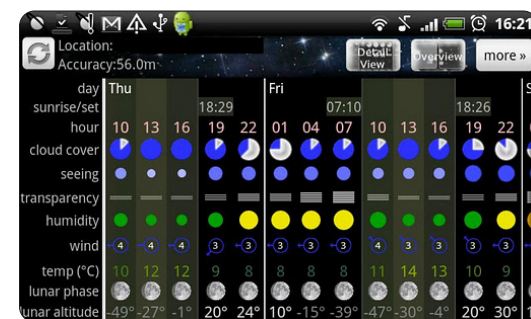 16:21
Location:
Accuracy:56.0m
Detail View
Overview
more »
day Thu Fri S
sunrise/set 18:29 07:10 18:26
hour 10 13 16 19 22 01 04 07 10 13 16 19 22
cloud cover
seeing
transparency
humidity
wind 4 4 4 3 3 3 3 3 4 3 3 3 3
temp (°C) 10 12 12 9 8 8 8 8 11 14 13 10 9
lunar phase
lunar altitude -49° -27° -1° 20° 24° 10° -15° -39° -47° -30° -4° 20° 30°